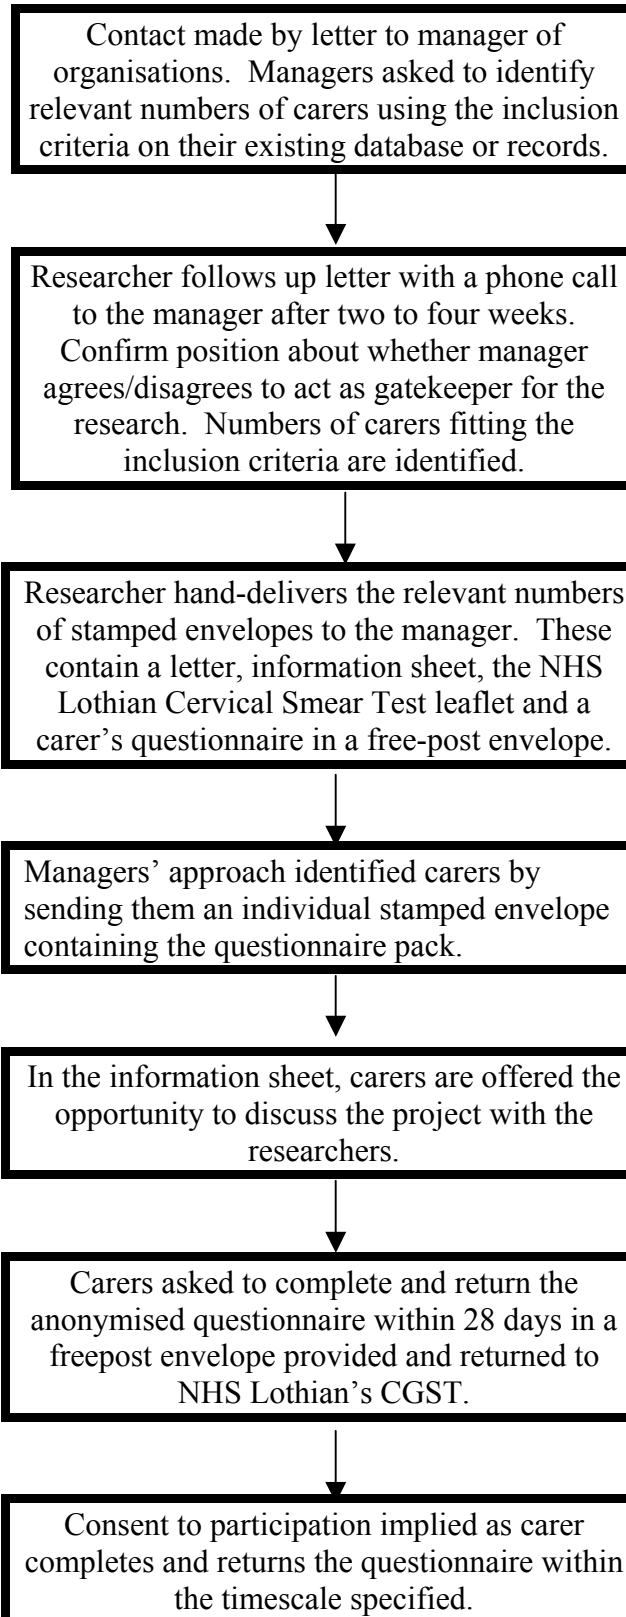 Contact made by letter to manager of
organisations.  Managers asked to identify
relevant numbers of carers using the inclusion
criteria on their existing database or records.
Researcher follows up letter with a phone call
to the manager after two to four weeks.
Confirm position about whether manager
agrees/disagrees to act as gatekeeper for the
research.  Numbers of carers fitting the
inclusion criteria are identified.
Researcher hand-delivers the relevant numbers
of stamped envelopes to the manager.  These
contain a letter, information sheet, the NHS
Lothian Cervical Smear Test leaflet and a
carer’s questionnaire in a free-post envelope.
Managers’ approach identified carers by
sending them an individual stamped envelope
containing the questionnaire pack.
In the information sheet, carers are offered the
opportunity to discuss the project with the
researchers.
Carers asked to complete and return the
anonymised questionnaire within 28 days in a
freepost envelope provided and returned to
NHS Lothian’s CGST.
Consent to participation implied as carer
completes and returns the questionnaire within
the timescale specified.